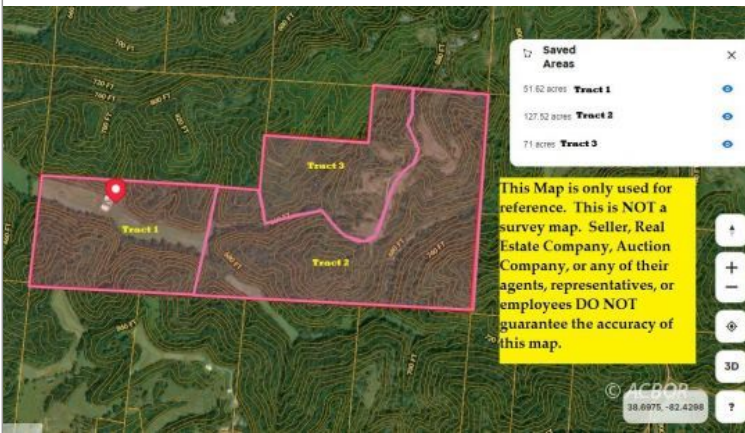 Saved
Areas
51.62 acres Tract 1
127.52 acres Tract 2
71 acres Tract 3
Tract 3
Tract 1
Tract 2
This Map is only used for
reference. This is NOT a
survey map. Seller, Real
Estate Company, Auction
Company, or any of their
agents, representatives, or
employees DO NOT
guarantee the accuracy of
this map.
3D
© ACBOR
38.6975, -82.4298
?